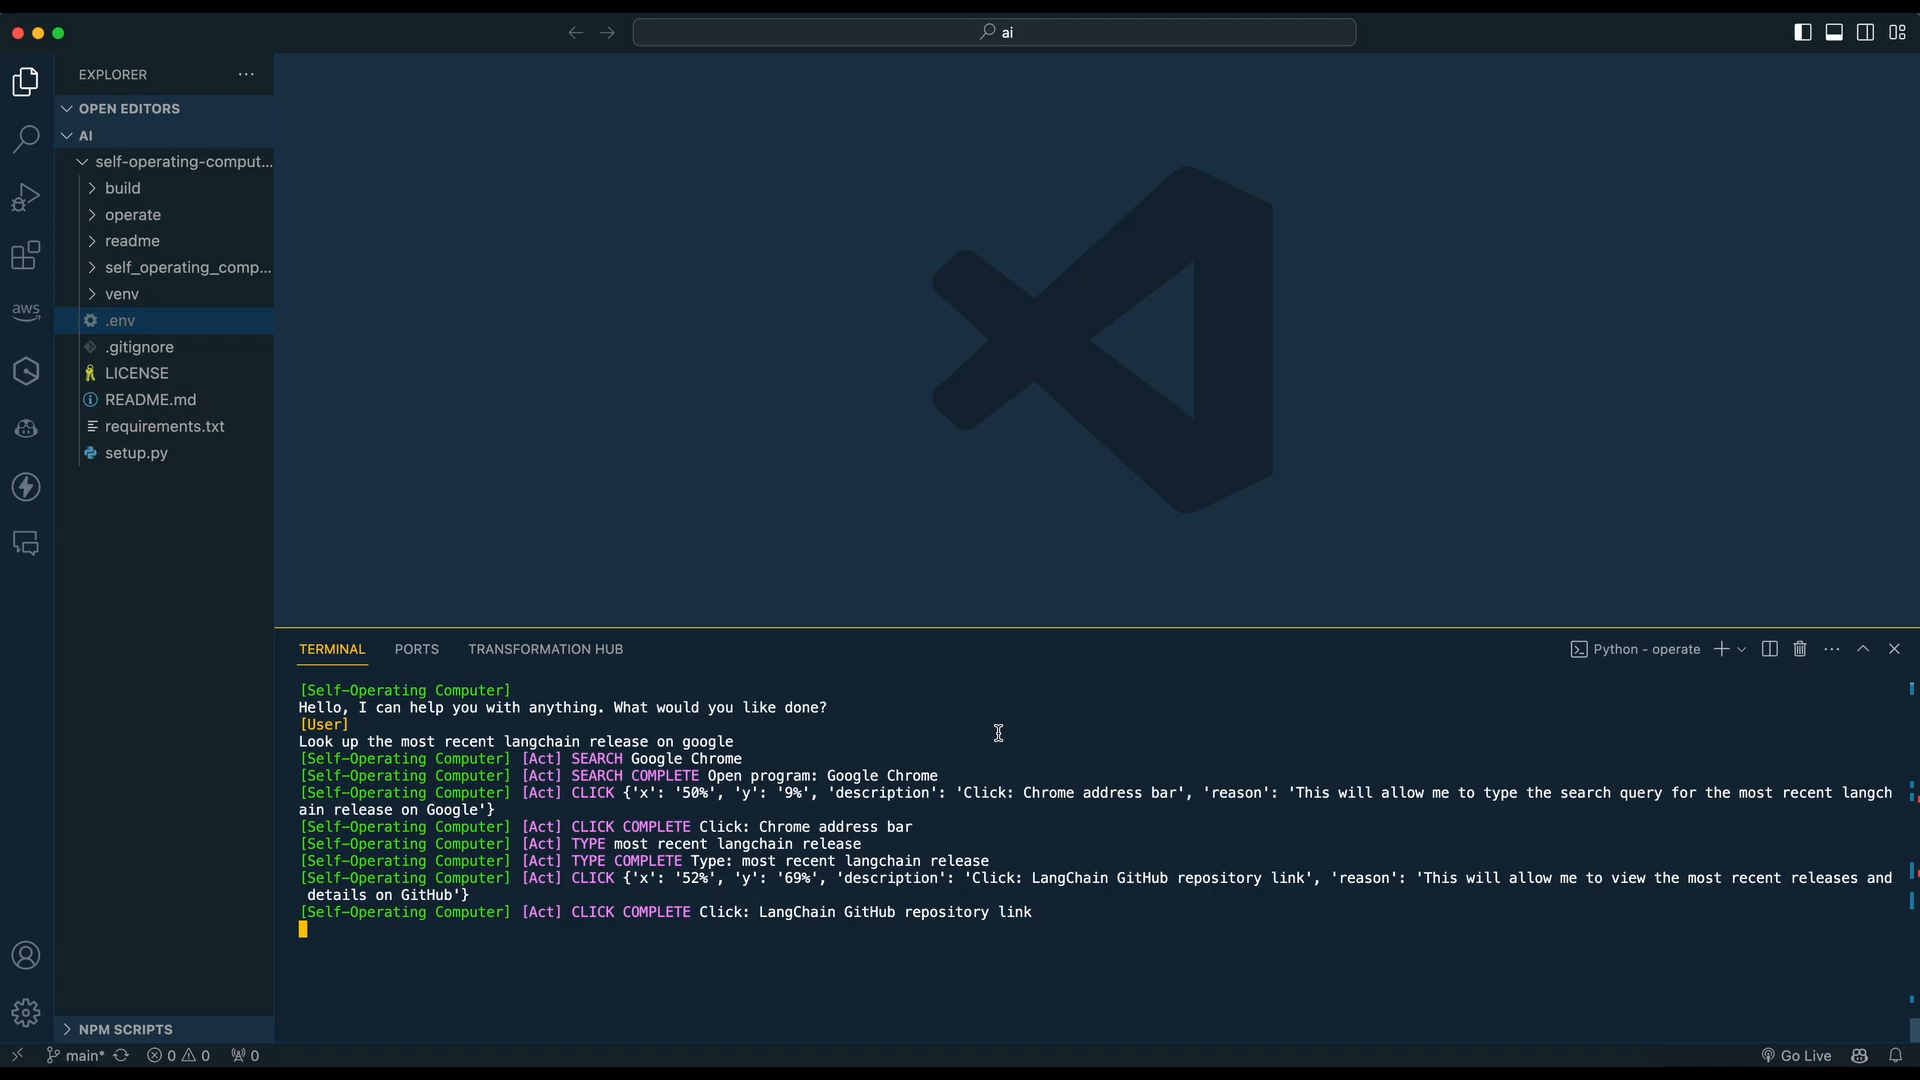 ai
EXPLORER
OPEN EDITORS
AI
self-operating-comput...
build
operate
readme
self_operating_comp...
venv
.env
.gitignore
LICENSE
README.md
requirements.txt
setup.py
aws
NPM SCRIPTS
TERMINAL PORTS TRANSFORMATION HUB
Python - operate
[Self-Operating Computer]
Hello, I can help you with anything. What would you like done?
[User]
Look up the most recent langchain release on google
[Self-Operating Computer] [Act] SEARCH Google Chrome
[Self-Operating Computer] [Act] SEARCH COMPLETE Open program: Google Chrome
[Self-Operating Computer] [Act] CLICK {'x': '50%', 'y': '9%', 'description': 'Click: Chrome address bar', 'reason': 'This will allow me to type the search query for the most recent langch
ain release on Google'}
[Self-Operating Computer] [Act] CLICK COMPLETE Click: Chrome address bar
[Self-Operating Computer] [Act] TYPE most recent langchain release
[Self-Operating Computer] [Act] TYPE COMPLETE Type: most recent langchain release
[Self-Operating Computer] [Act] CLICK {'x': '52%', 'y': '69%', 'description': 'Click: LangChain GitHub repository link', 'reason': 'This will allow me to view the most recent releases and
details on GitHub'}
[Self-Operating Computer] [Act] CLICK COMPLETE Click: LangChain GitHub repository link
main* 0 0 0
Go Live